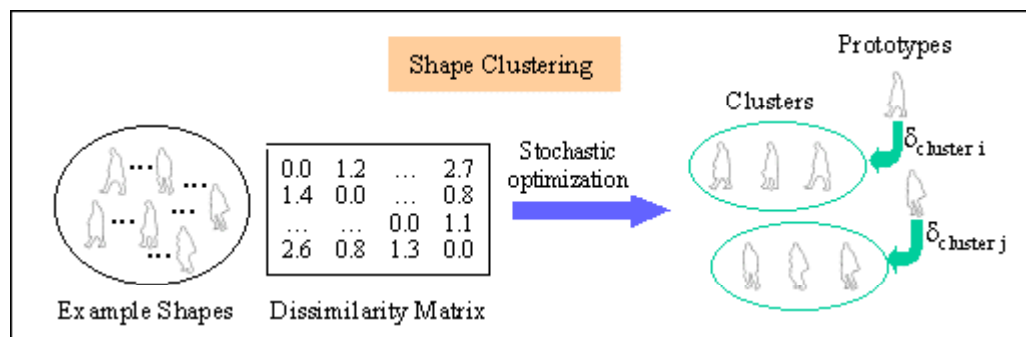 Shape Clustering
Prototypes
Clusters
δcluster i
δcluster j
Stochastic
optimization
0.0 1.2 ... 2.7
1.4 0.0 ... 0.8
... ... 0.0 1.1
2.6 0.8 1.3 0.0
... ...
...
... ...
...
Example Shapes
Dissimilarity Matrix